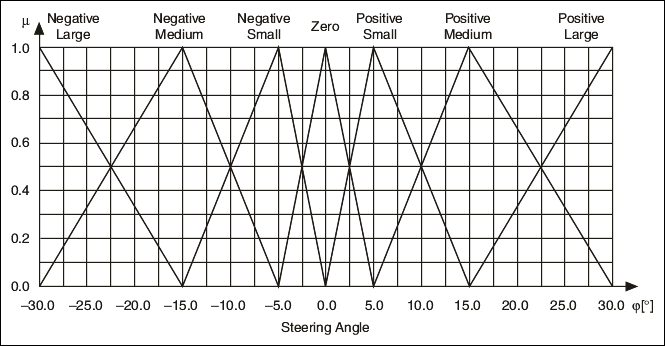 μ
Negative Large
Negative Medium
Negative Small
Zero
Positive Small
Positive Medium
Positive Large
1.0
0.8
0.6
0.4
0.2
0.0
–30.0 –25.0 –20.0 –15.0 –10.0 –5.0 0.0 5.0 10.0 15.0 20.0 25.0 30.0 φ[°]
Steering Angle